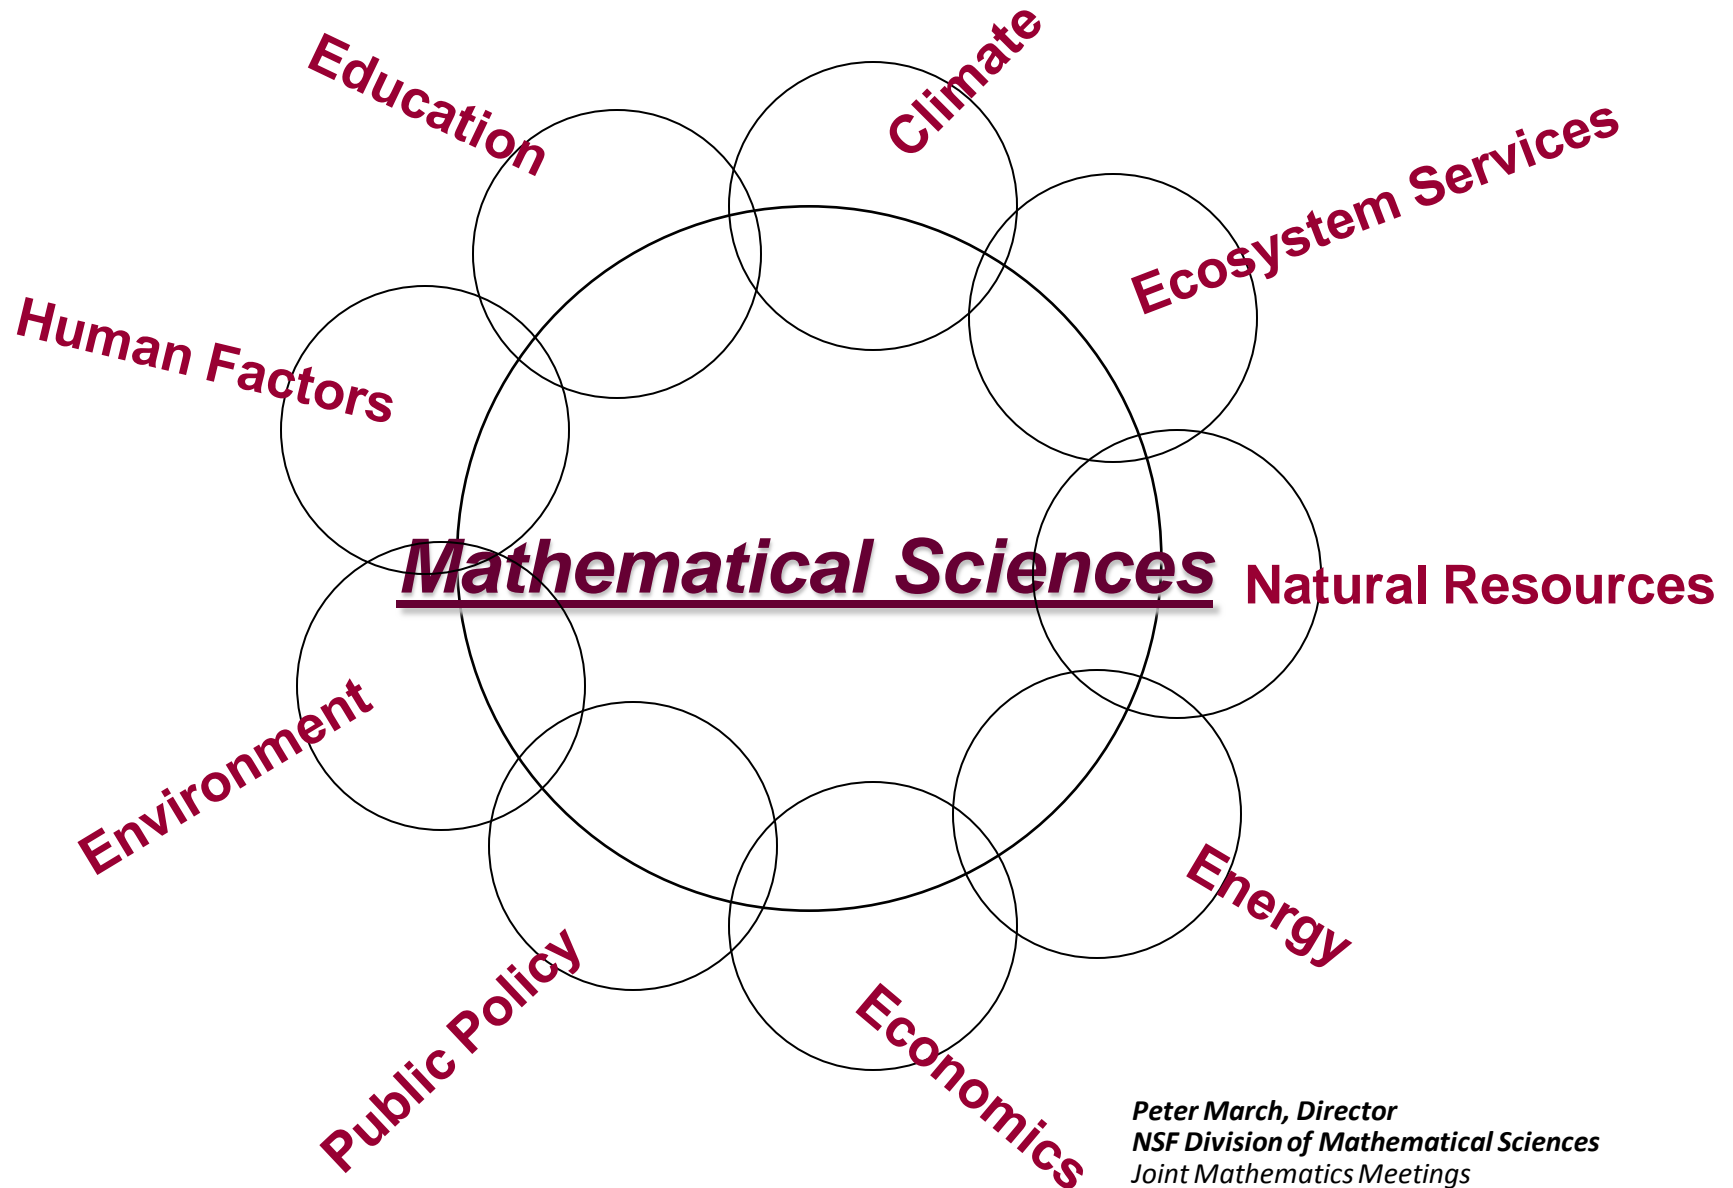 Climate
Education
Ecosystem Services
Human Factors
Mathematical Sciences
Natural Resources
Environment
Energy
Public Policy
Economics
Peter March, Director
NSF Division of Mathematical Sciences
Joint Mathematics Meetings